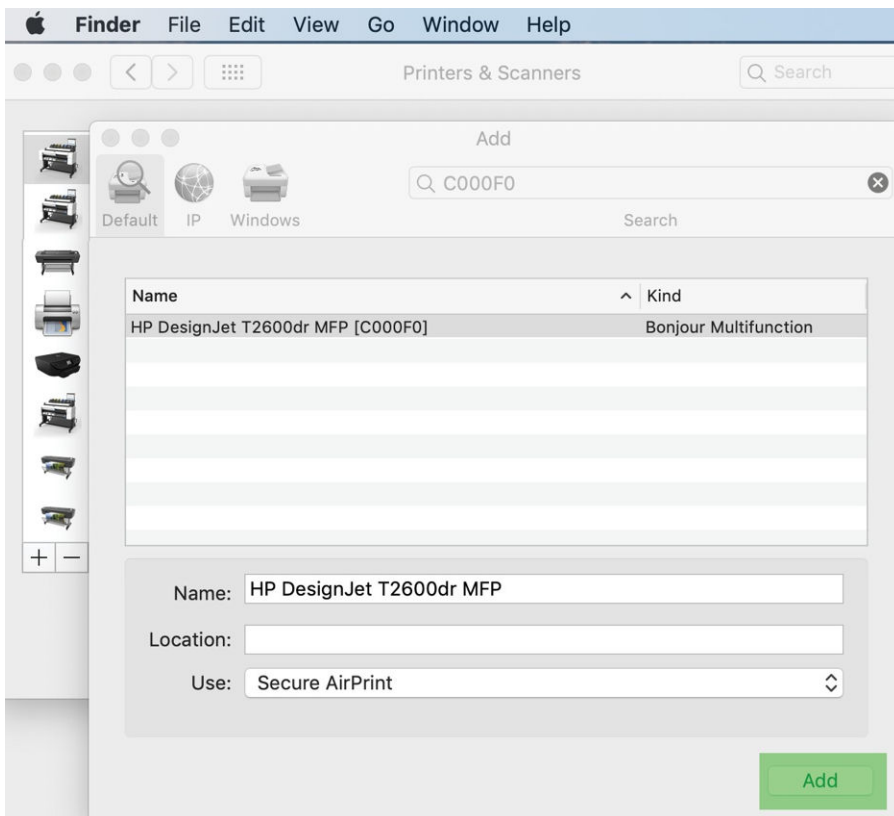 Finder File Edit View Go Window Help
Printers & Scanners
Search
Add
C000F0
Default IP Windows
Search
Name Kind
HP DesignJet T2600dr MFP [C000F0] Bonjour Multifunction
Name: HP DesignJet T2600dr MFP
Location:
Use: Secure AirPrint
Add